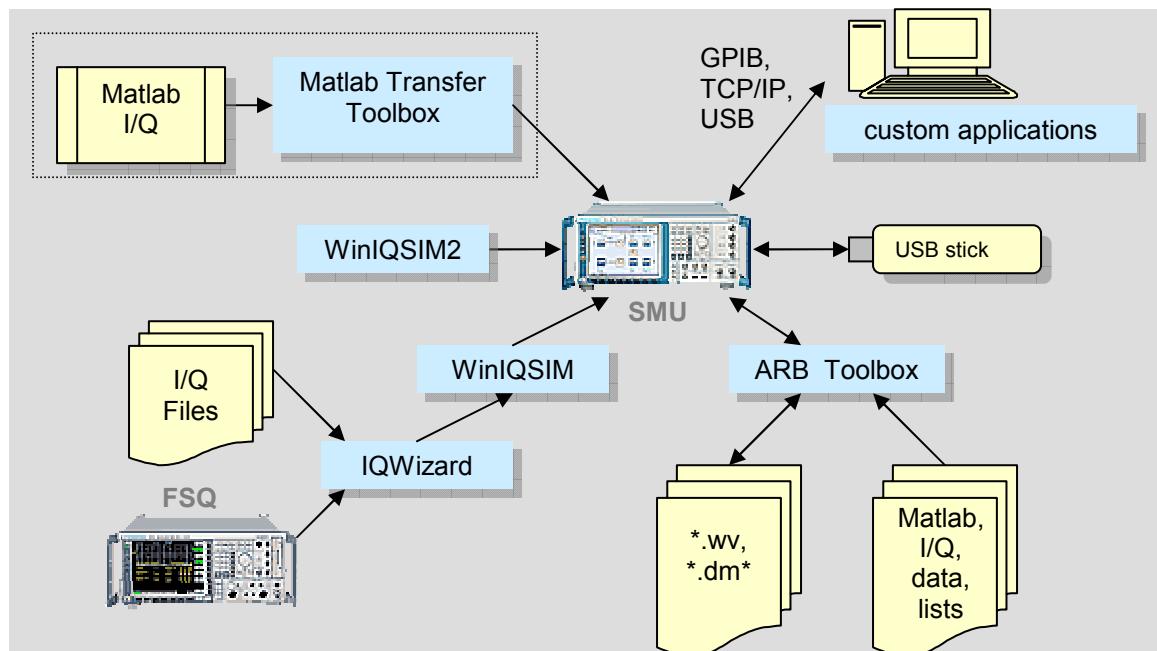 Matlab
I/Q
Matlab Transfer
Toolbox
GPIB,
TCP/IP,
USB
custom applications
WinIQSIM2
USB stick
SMU
I/Q
Files
WinIQSIM
ARB Toolbox
IQWizard
FSQ
*.wv,
*.dm*
Matlab,
I/Q,
data,
lists